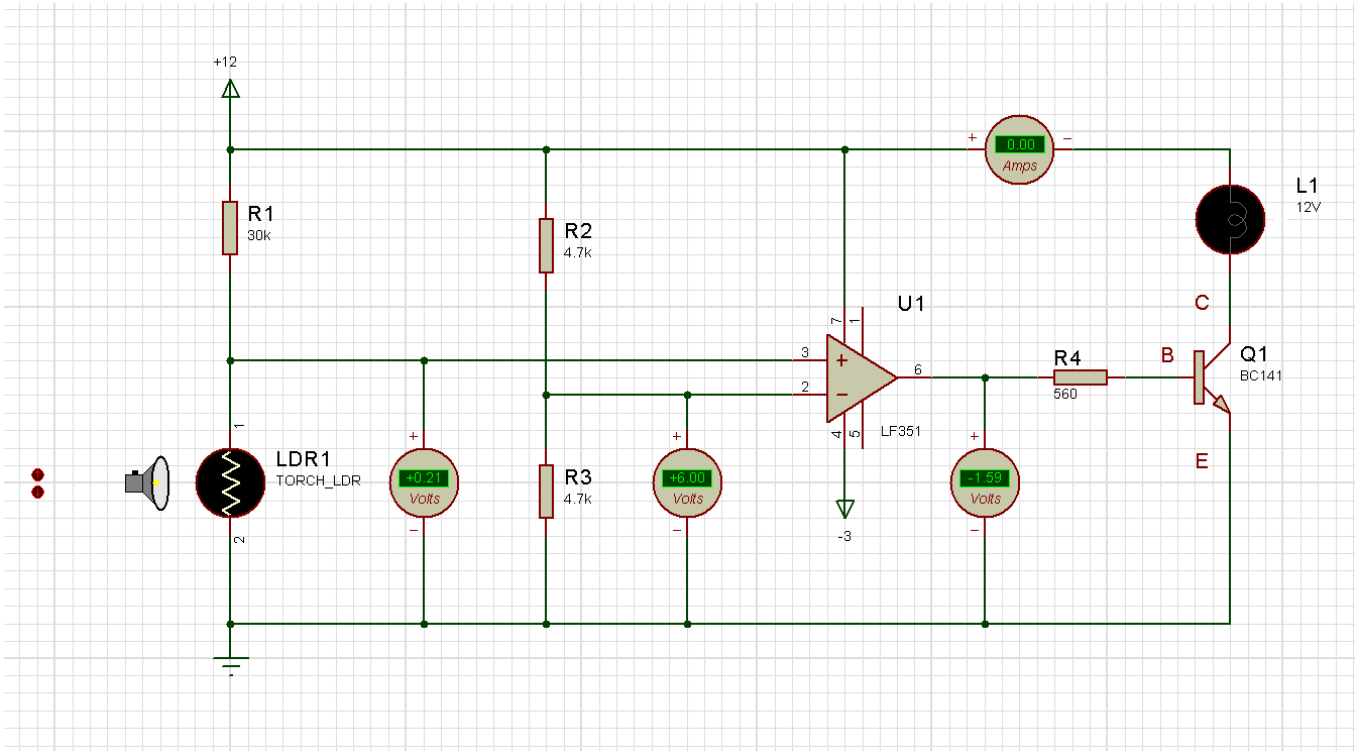 +12
+ 0.00 -
Amps
L1
12V
R1
30k
R2
4.7k
U1
C
7
1
3
+
6
R4
560
B
Q1
BC141
2
−
4
5
LF351
E
1
LDR1
TORCH_LDR
2
+
+0.21
Volts
−
+
+6.00
Volts
−
R3
4.7k
-3
+
-1.59
Volts
−